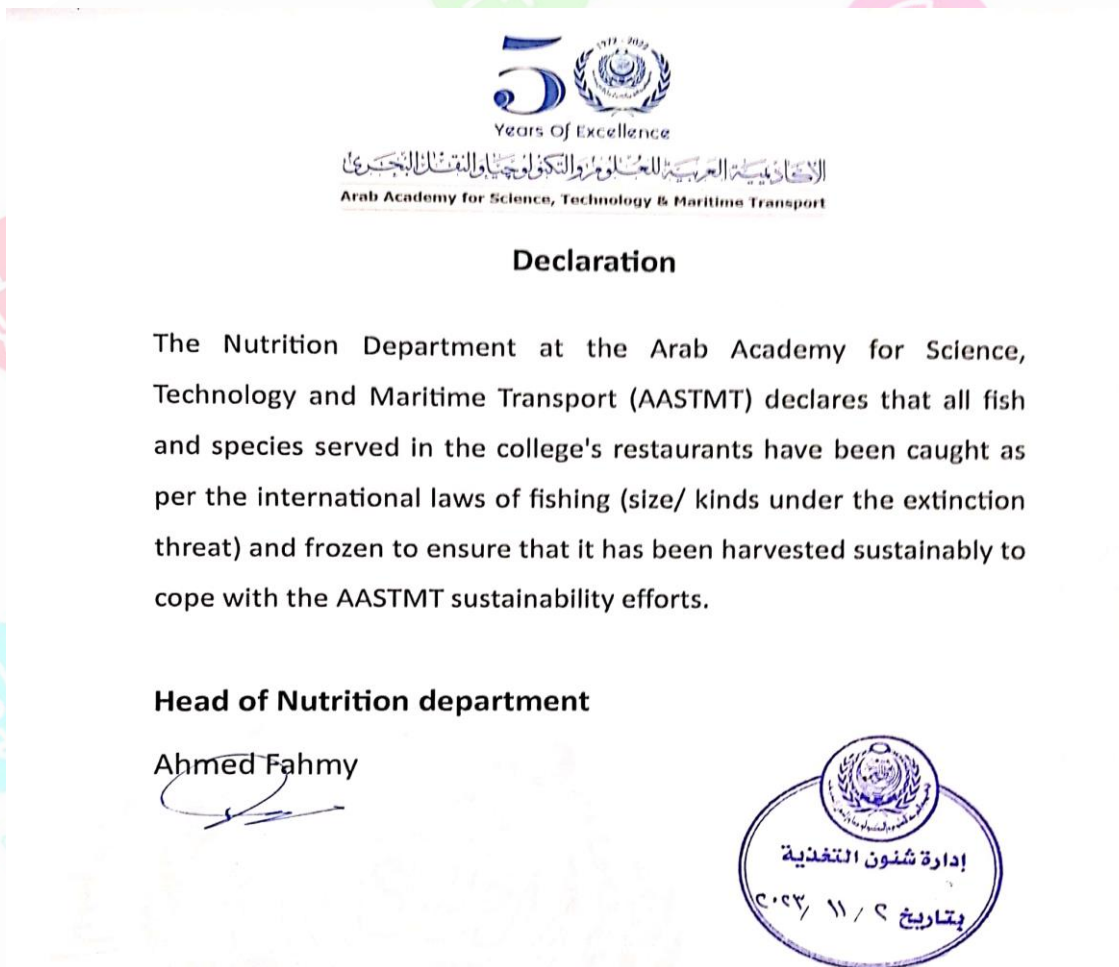 50
1972 - 2022
Years Of Excellence
الأكاديمية العربية للعلوم والتكنولوجيا والنقل البحري
Arab Academy for Science, Technology & Maritime Transport
Declaration
The Nutrition Department at the Arab Academy for Science,
Technology and Maritime Transport (AASTMT) declares that all fish
and species served in the college's restaurants have been caught as
per the international laws of fishing (size/ kinds under the extinction
threat) and frozen to ensure that it has been harvested sustainably to
cope with the AASTMT sustainability efforts.
Head of Nutrition department
Ahmed Fahmy
إدارة شئون التغذية
بتاريخ ٢ / ١١ / ٢٠٢٣